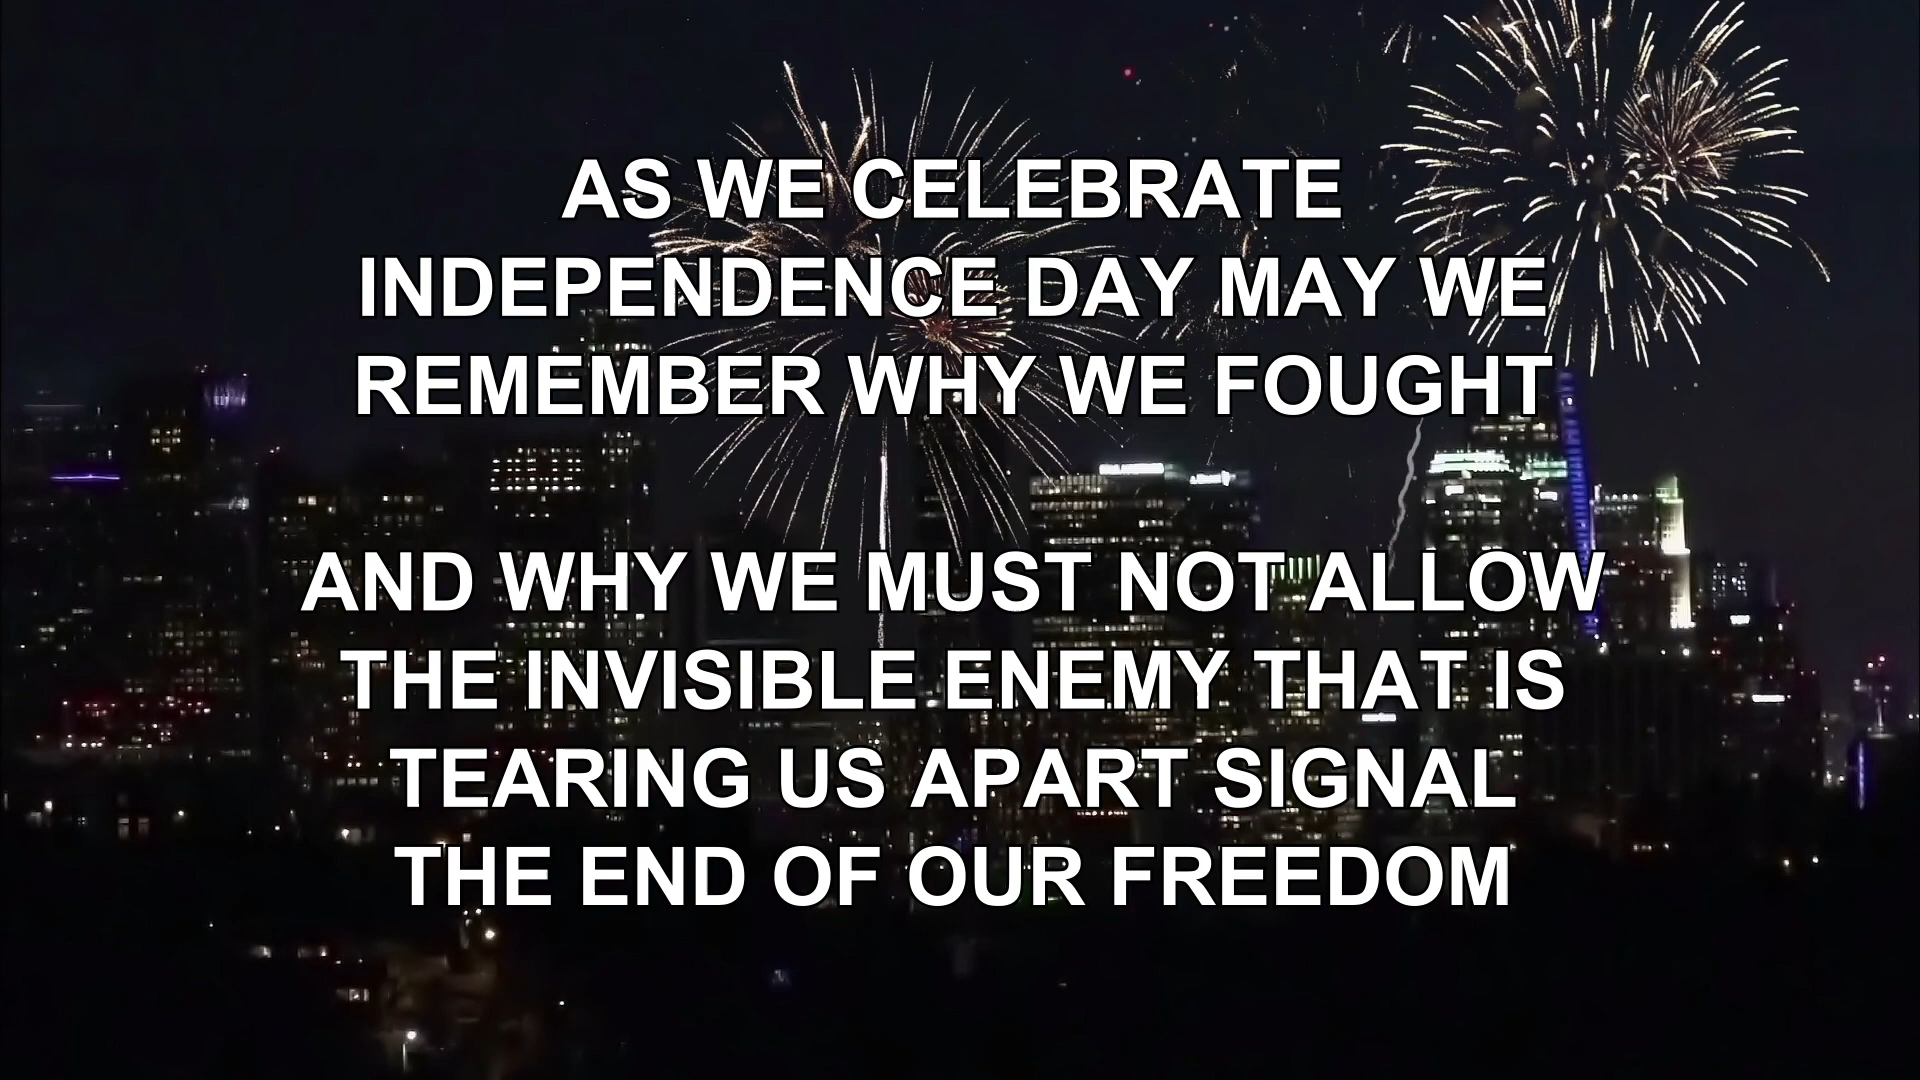 AS WE CELEBRATE
INDEPENDENCE DAY MAY WE
REMEMBER WHY WE FOUGHT
AND WHY WE MUST NOT ALLOW
THE INVISIBLE ENEMY THAT IS
TEARING US APART SIGNAL
THE END OF OUR FREEDOM